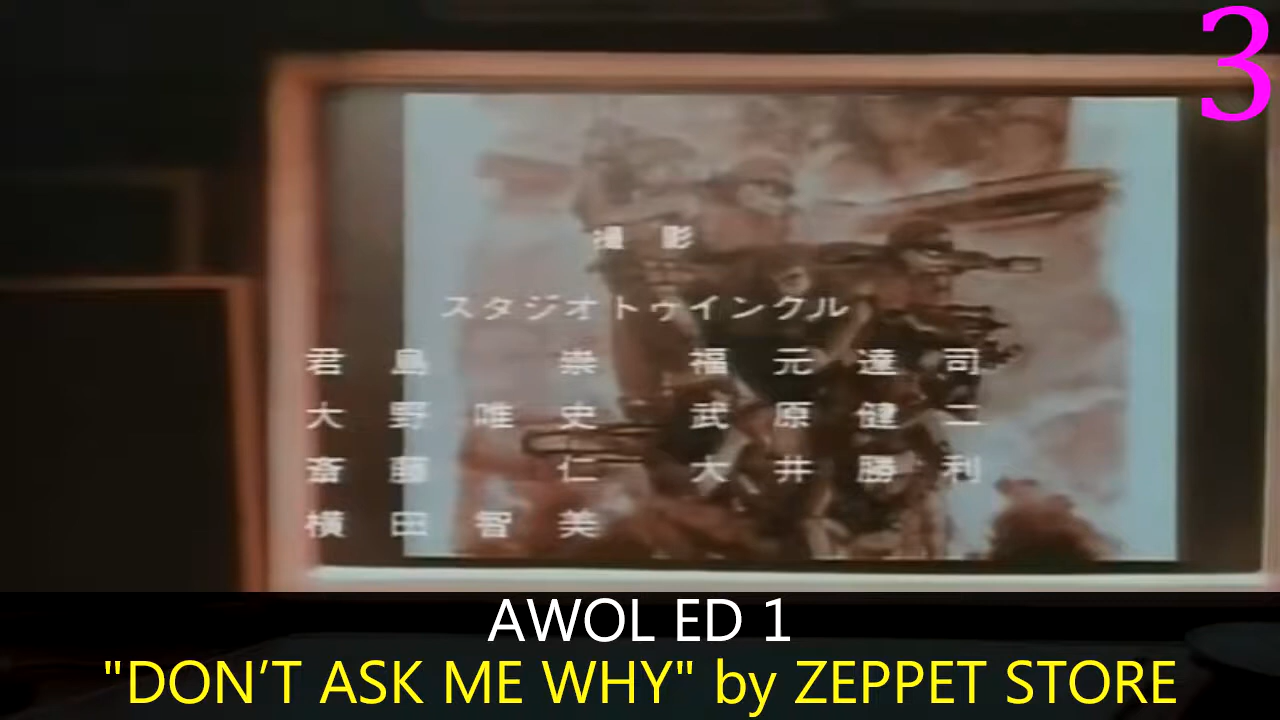 3
撮影
スタジオトゥインクル
君島 崇 福元達司
大野唯史 武原健二
斎藤 仁 大井勝利
横田智美
AWOL ED 1
"DON’T ASK ME WHY" by ZEPPET STORE